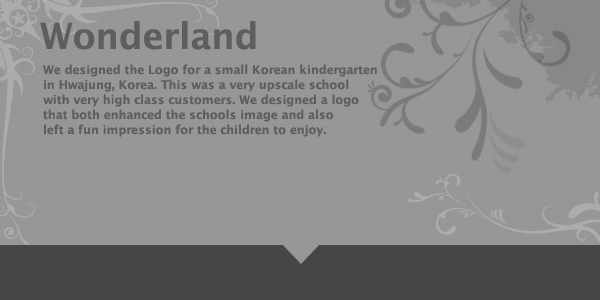 Wonderland
We designed the Logo for a small Korean kindergarten
in Hwajung, Korea. This was a very upscale school
with very high class customers. We designed a logo
that both enhanced the schools image and also
left a fun impression for the children to enjoy.